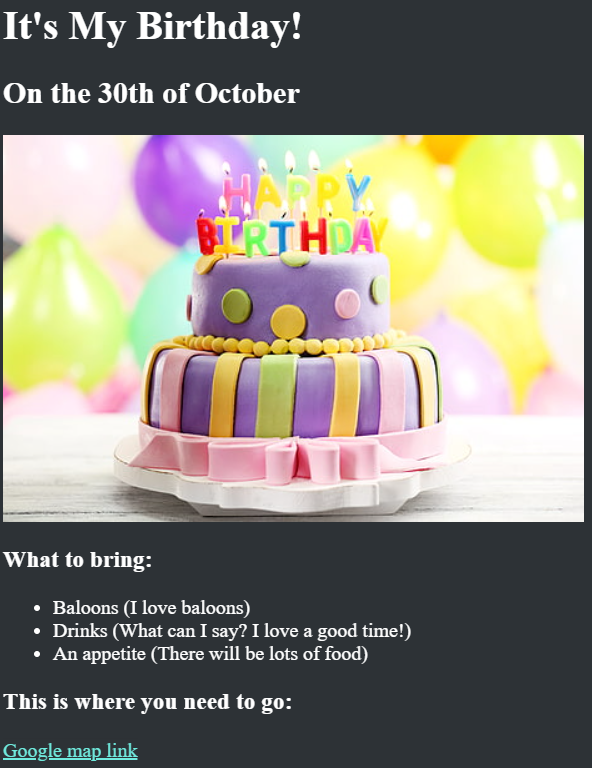 It's My Birthday!
On the 30th of October
HAPPY
BIRTHDAY
What to bring:
Baloons (I love baloons)
Drinks (What can I say? I love a good time!)
An appetite (There will be lots of food)
This is where you need to go:
Google map link